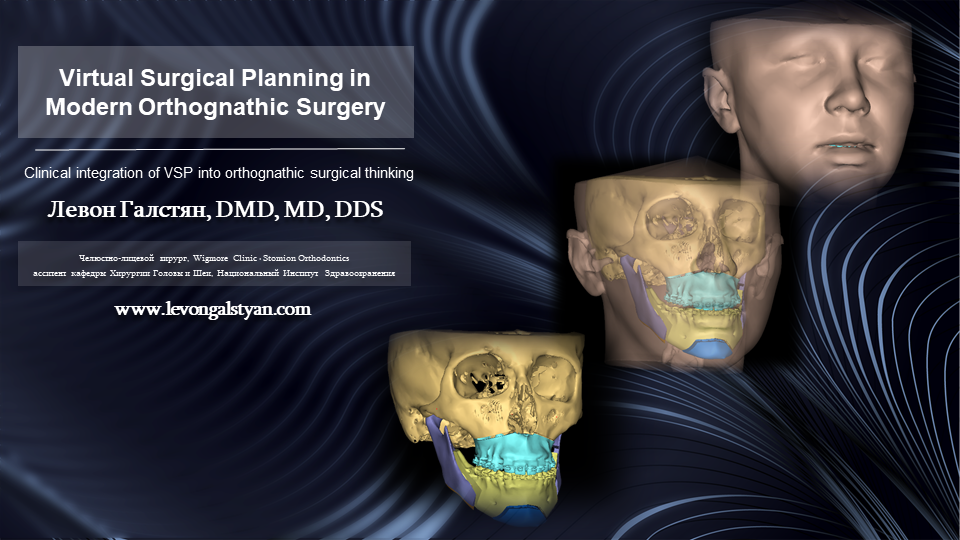 Virtual Surgical Planning in
Modern Orthognathic Surgery
Clinical integration of VSP into orthognathic surgical thinking
Левон Галстян, DMD, MD, DDS
Челюстно-лицевой хирург, Wigmore Clinic · Stomion Orthodontics
ассистент кафедры Хирургии Головы и Шеи, Национальный Институт Здравоохранения
www.levongalstyan.com